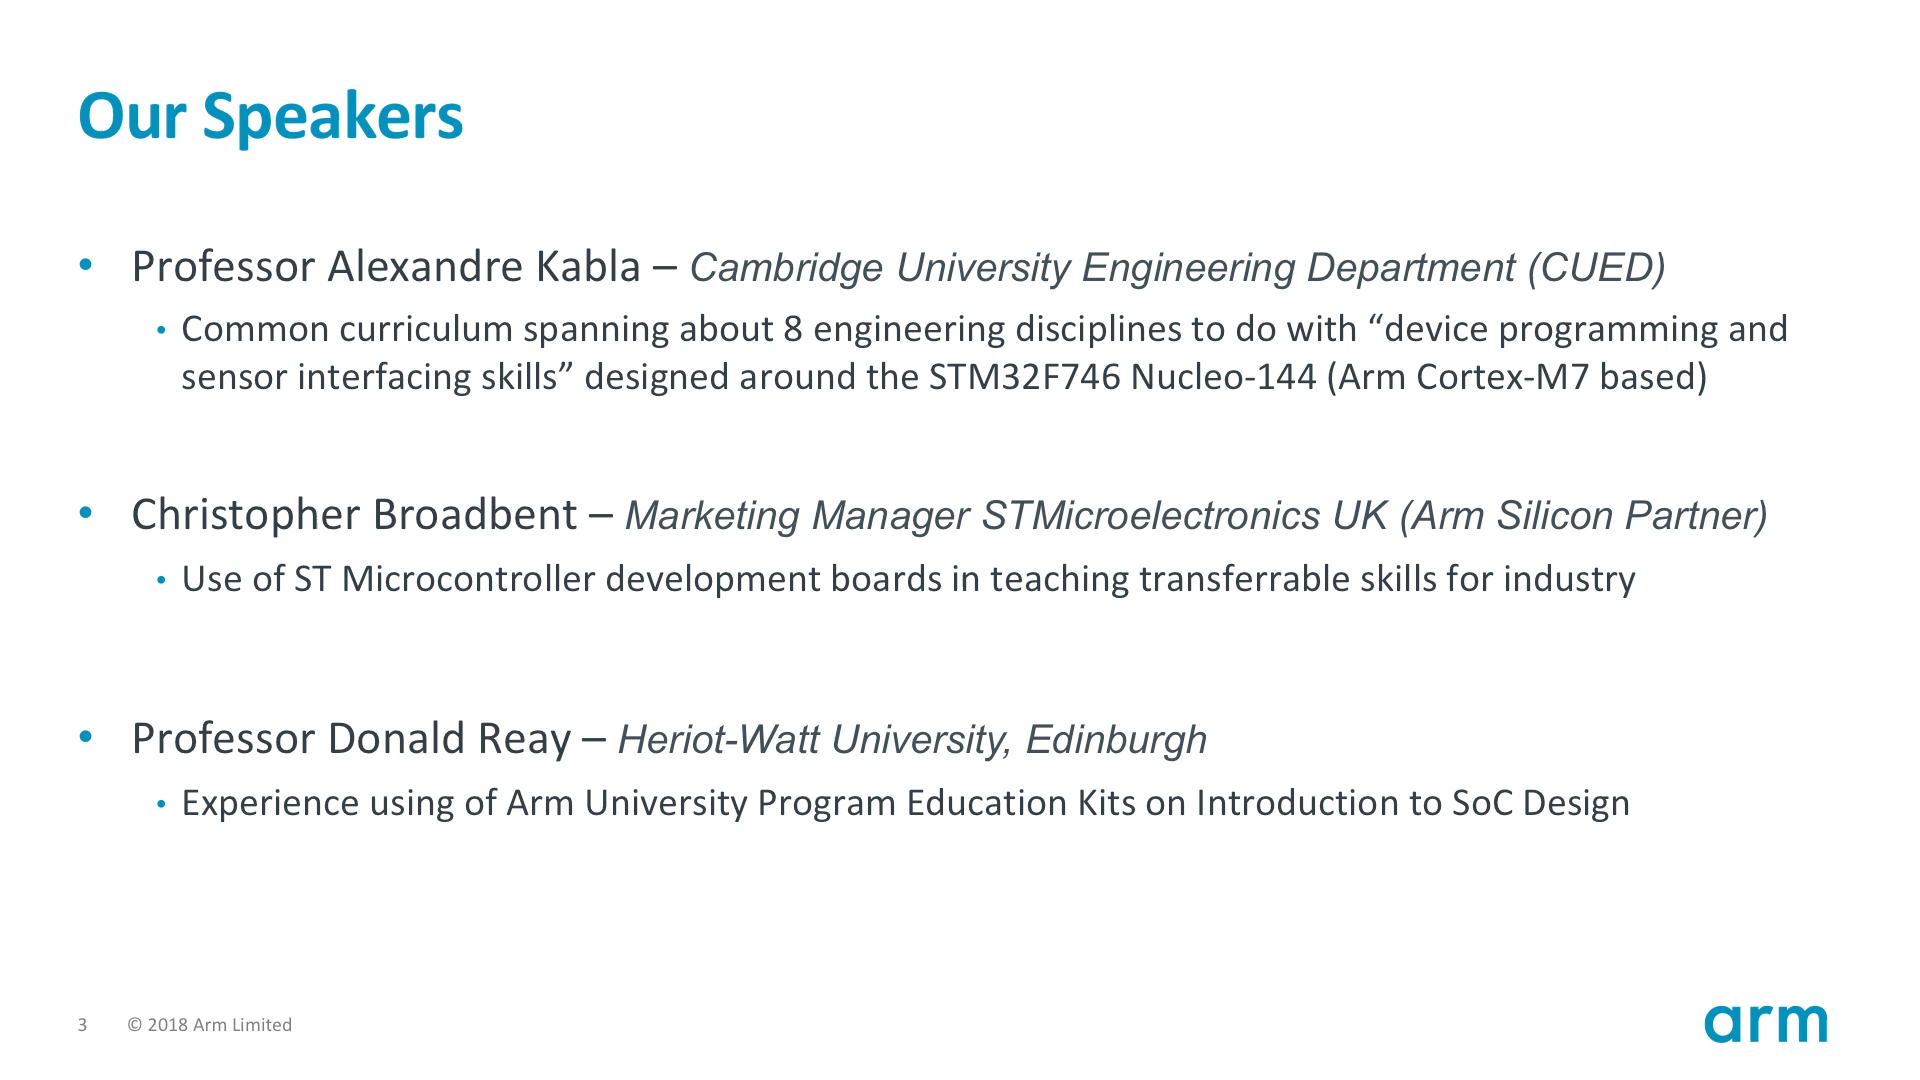 Our Speakers
• Professor Alexandre Kabla – Cambridge University Engineering Department (CUED)
• Common curriculum spanning about 8 engineering disciplines to do with “device programming and
sensor interfacing skills” designed around the STM32F746 Nucleo-144 (Arm Cortex-M7 based)
• Christopher Broadbent – Marketing Manager STMicroelectronics UK (Arm Silicon Partner)
• Use of ST Microcontroller development boards in teaching transferrable skills for industry
• Professor Donald Reay – Heriot-Watt University, Edinburgh
• Experience using of Arm University Program Education Kits on Introduction to SoC Design
3 © 2018 Arm Limited
arm